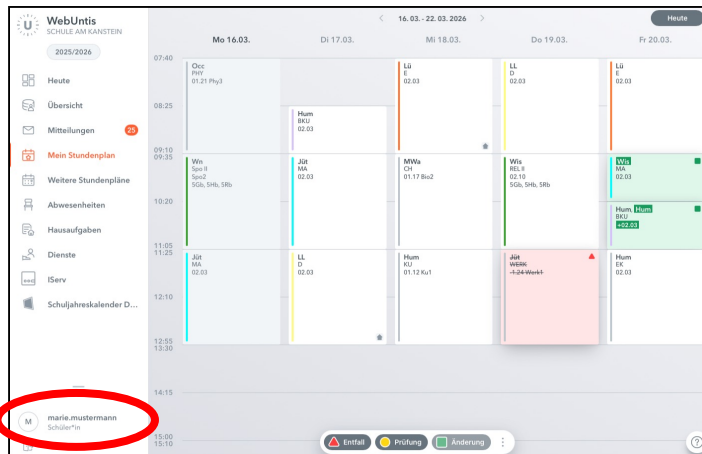 WebUntis
SCHULE AM KANSTEIN
2025/2026
Heute
Übersicht
Mitteilungen 25
Mein Stundenplan
Weitere Stundenpläne
Abwesenheiten
Hausaufgaben
Dienste
IServ
Schuljahreskalender D...
M
marie.mustermann
Schüler*in
16. 03. - 22. 03. 2026
Heute
Mo 16.03. Di 17.03. Mi 18.03. Do 19.03. Fr 20.03.
07:40
Occ
PHY
01.21 Phy3
Lü
E
02.03
LL
D
02.03
Lü
E
02.03
08:25
Hum
BKU
02.03
09:10
09:35
Wn
Spo II
Spo2
5Gb, 5Hb, 5Rb
Jüt
MA
02.03
MWa
CH
01.17 Bio2
Wis
REL II
02.10
5Gb, 5Hb, 5Rb
Wis
MA
02.03
10:20
Hum, Hum
BKU
+02.03
11:05
11:25
Jüt
MA
02.03
LL
D
02.03
Hum
KU
01.12 Ku1
Jüt
WERK
-1.24 Werk1
Hum
EK
02.03
12:10
12:55
13:30
14:15
15:00
15:10
Entfall
Prüfung
Änderung
?